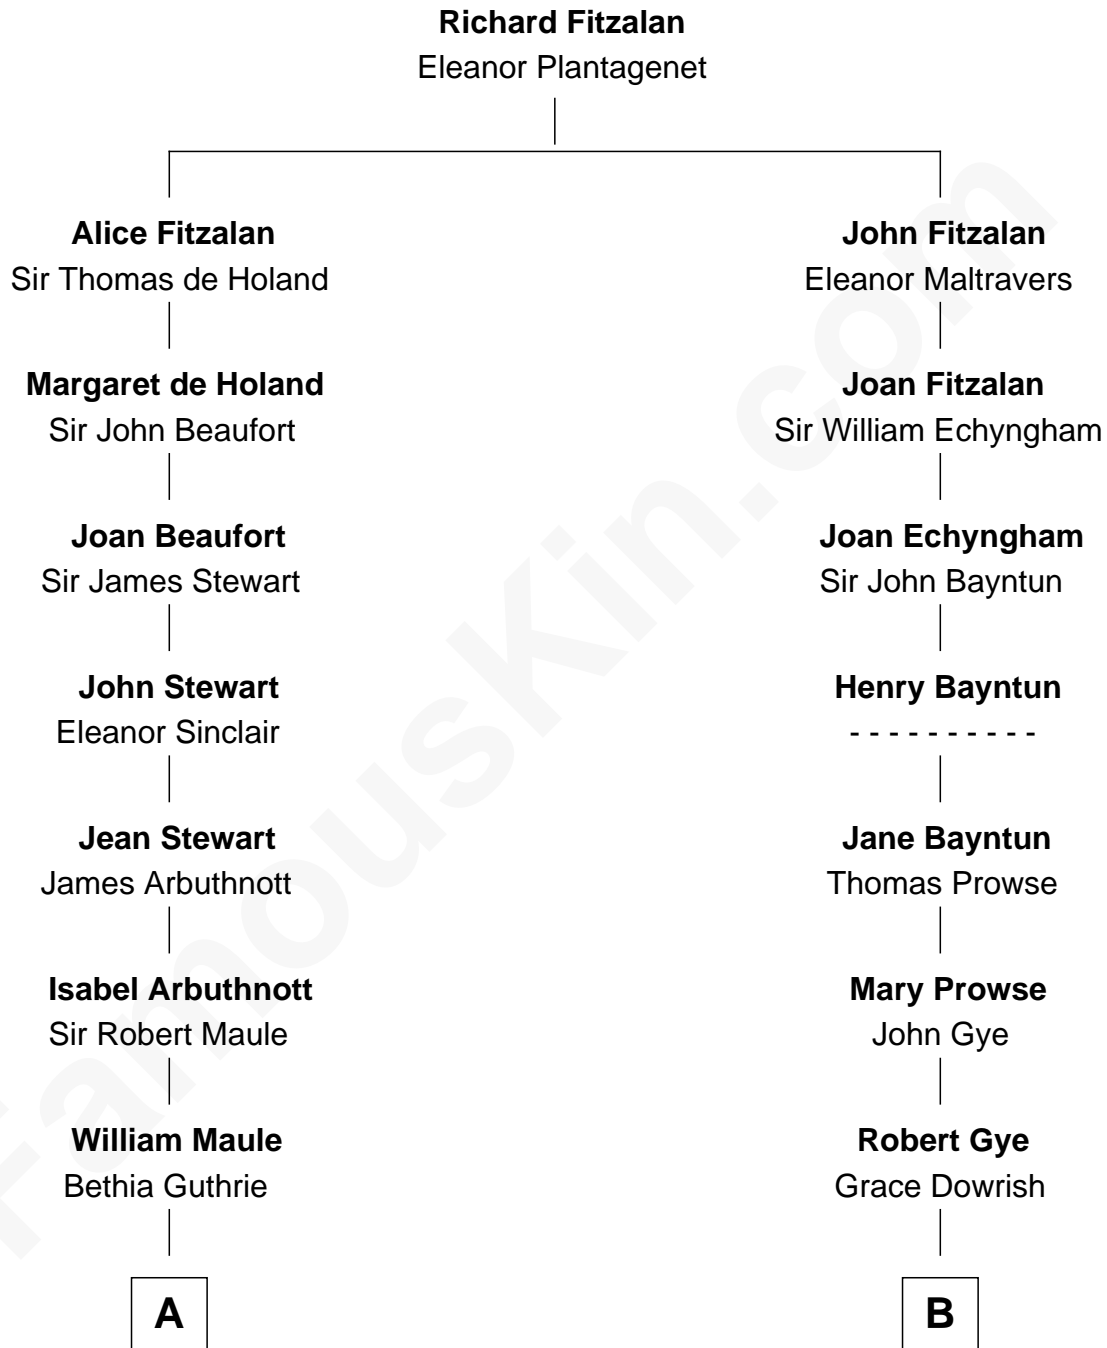 Richard Fitzalan
Eleanor Plantagenet
Alice Fitzalan
Sir Thomas de Holand
John Fitzalan
Eleanor Maltravers
Margaret de Holand
Sir John Beaufort
Joan Fitzalan
Sir William Echyngham
Joan Beaufort
Sir James Stewart
Joan Echyngham
Sir John Bayntun
John Stewart
Eleanor Sinclair
Henry Bayntun
- - - - - - - - - -
Jean Stewart
James Arbuthnott
Jane Bayntun
Thomas Prowse
Isabel Arbuthnott
Sir Robert Maule
Mary Prowse
John Gye
William Maule
Bethia Guthrie
Robert Gye
Grace Dowrish
A
B
FamousKin.com